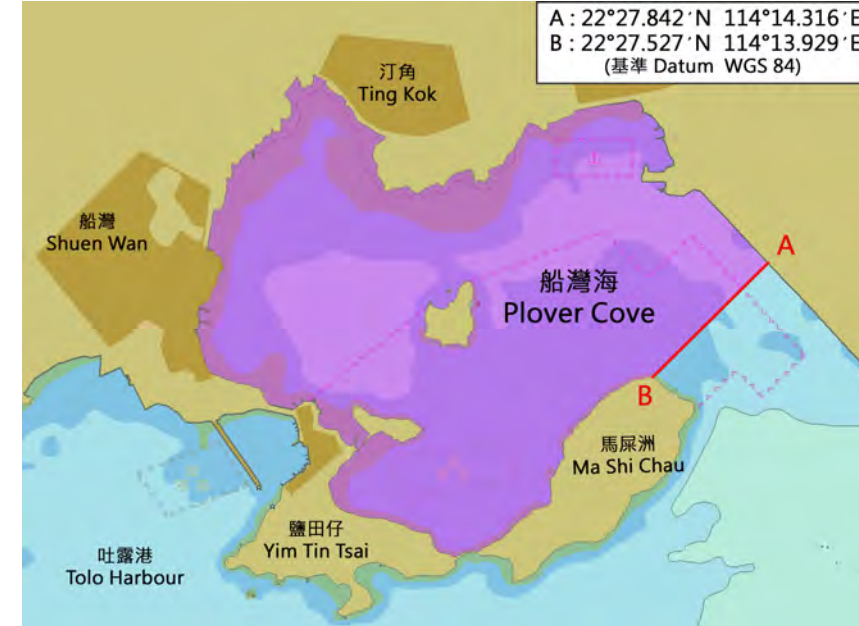 A : 22°27.842´N 114°14.316´E
B : 22°27.527´N 114°13.929´E
(基準 Datum WGS 84)
汀角
Ting Kok
船灣
Shuen Wan
A
船灣海
Plover Cove
B
馬屎洲
Ma Shi Chau
鹽田仔
Yim Tin Tsai
吐露港
Tolo Harbour